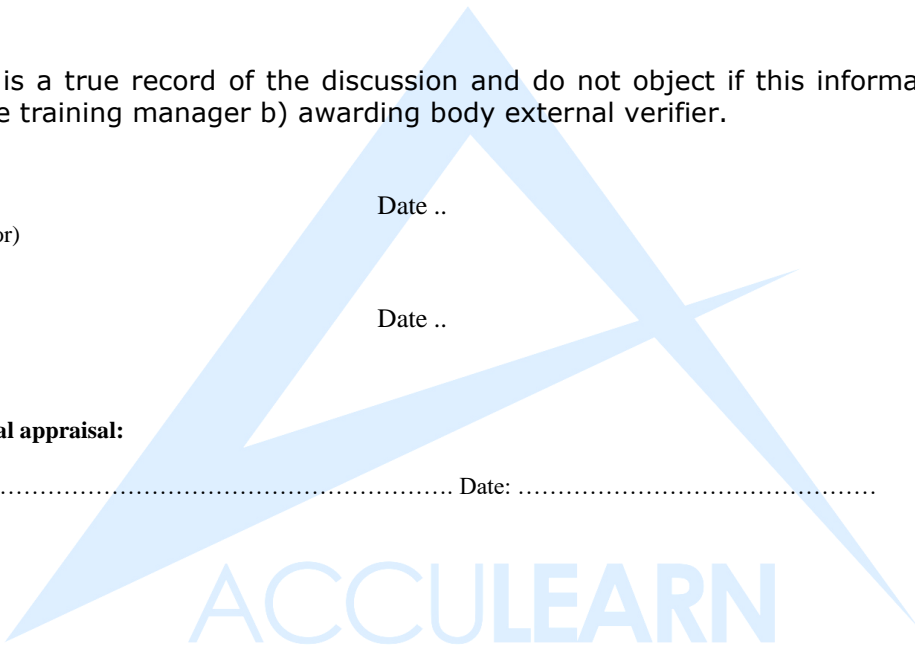 is a true record of the discussion and do not object if this informa
e training manager b) awarding body external verifier.
Date ..
or)
Date ..
al appraisal:
………………………………………………………. Date: ………………………………………
ACCULEARN